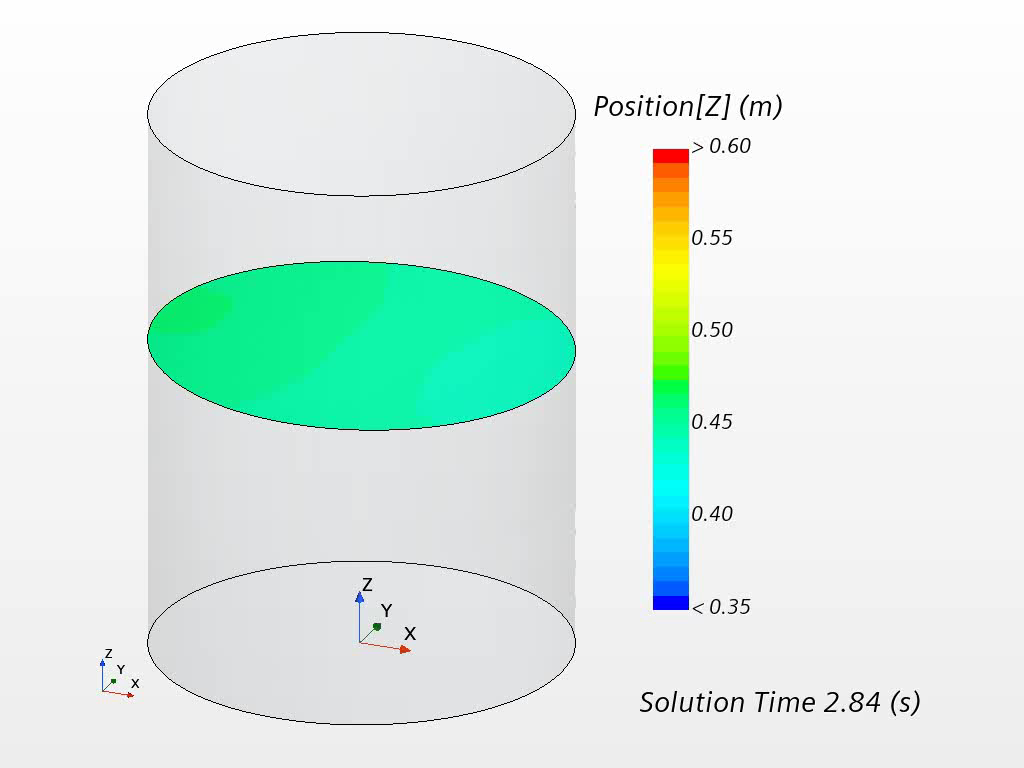 Position[Z] (m)
> 0.60
0.55
0.50
0.45
0.40
< 0.35
Z
Y
X
Z
Y
X
Solution Time 2.84 (s)